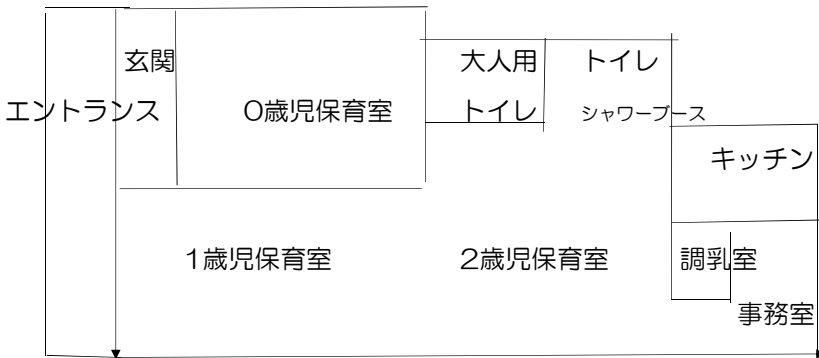 玄関
大人用
トイレ
エントランス
0歳児保育室
トイレ
シャワーブース
キッチン
1歳児保育室
2歳児保育室
調乳室
事務室